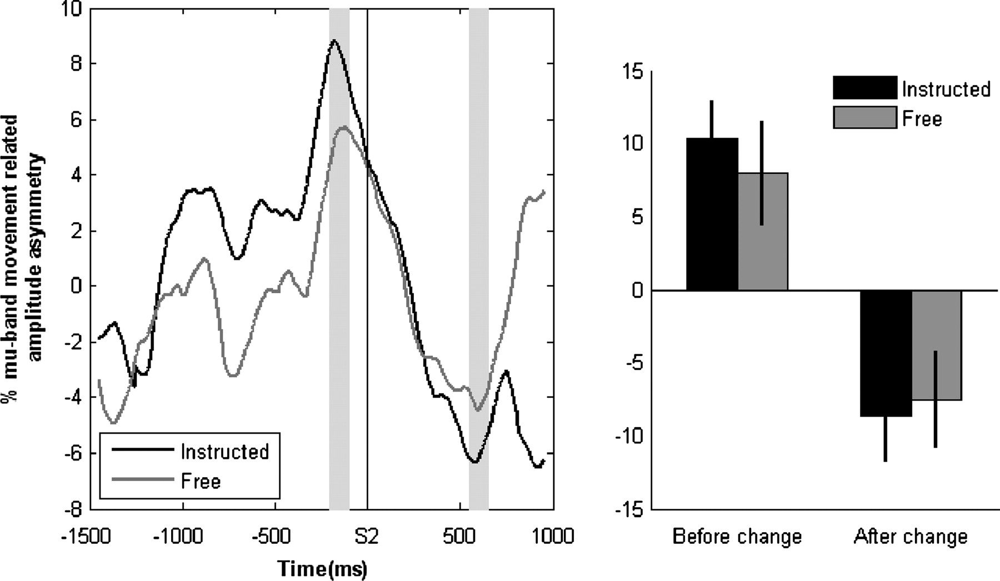 % mu-band movement related
amplitude asymmetry
10
8
6
4
2
0
-2
-4
-6
-8
Instructed
Free
-1500 -1000 -500 S2 500 1000
Time(ms)
15
10
5
0
-5
-10
-15
Instructed
Free
Before change After change